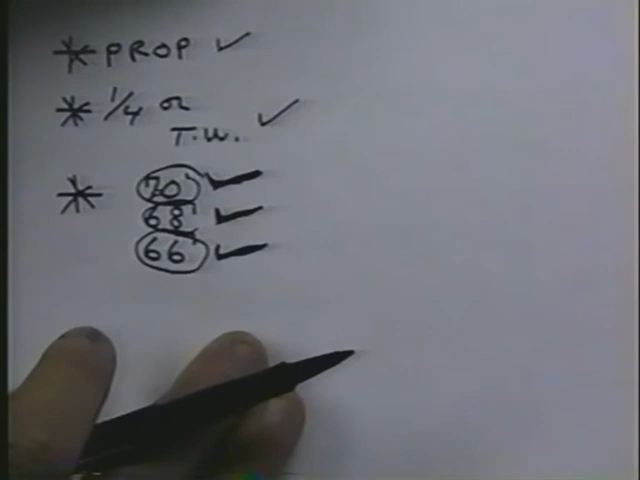 * PROP ✓
* 1/4 or
T.W. ✓
* 70' ✓
68' ✓
66' ✓